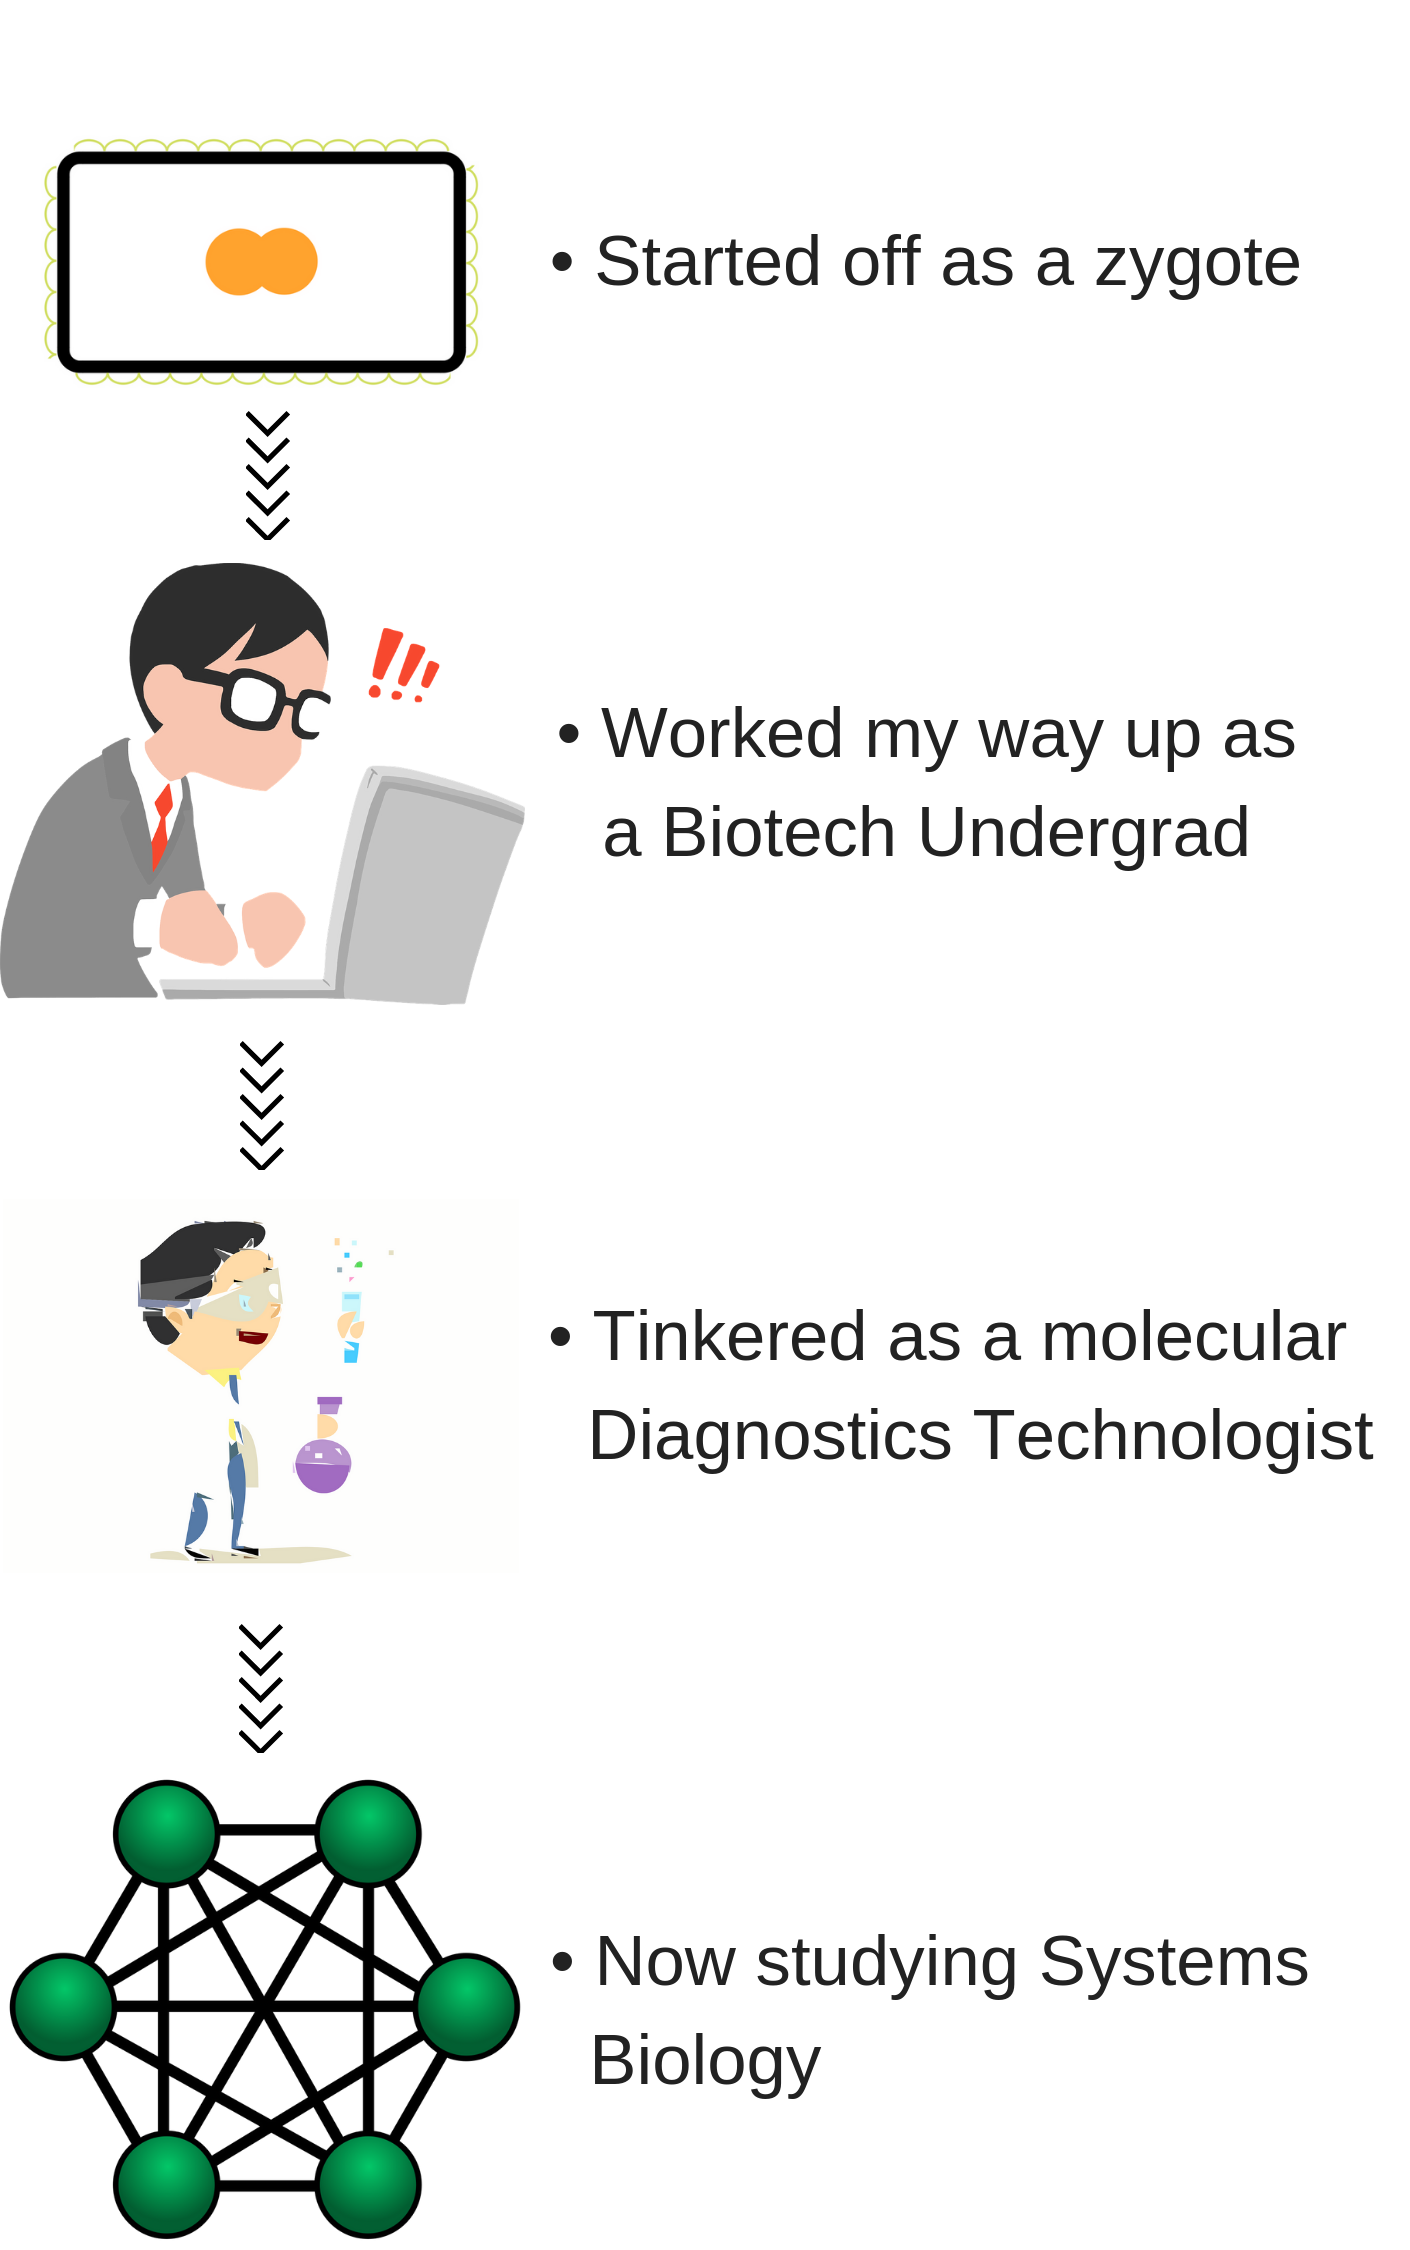 • Started off as a zygote
• Worked my way up as
a Biotech Undergrad
• Tinkered as a molecular
Diagnostics Technologist
• Now studying Systems
Biology